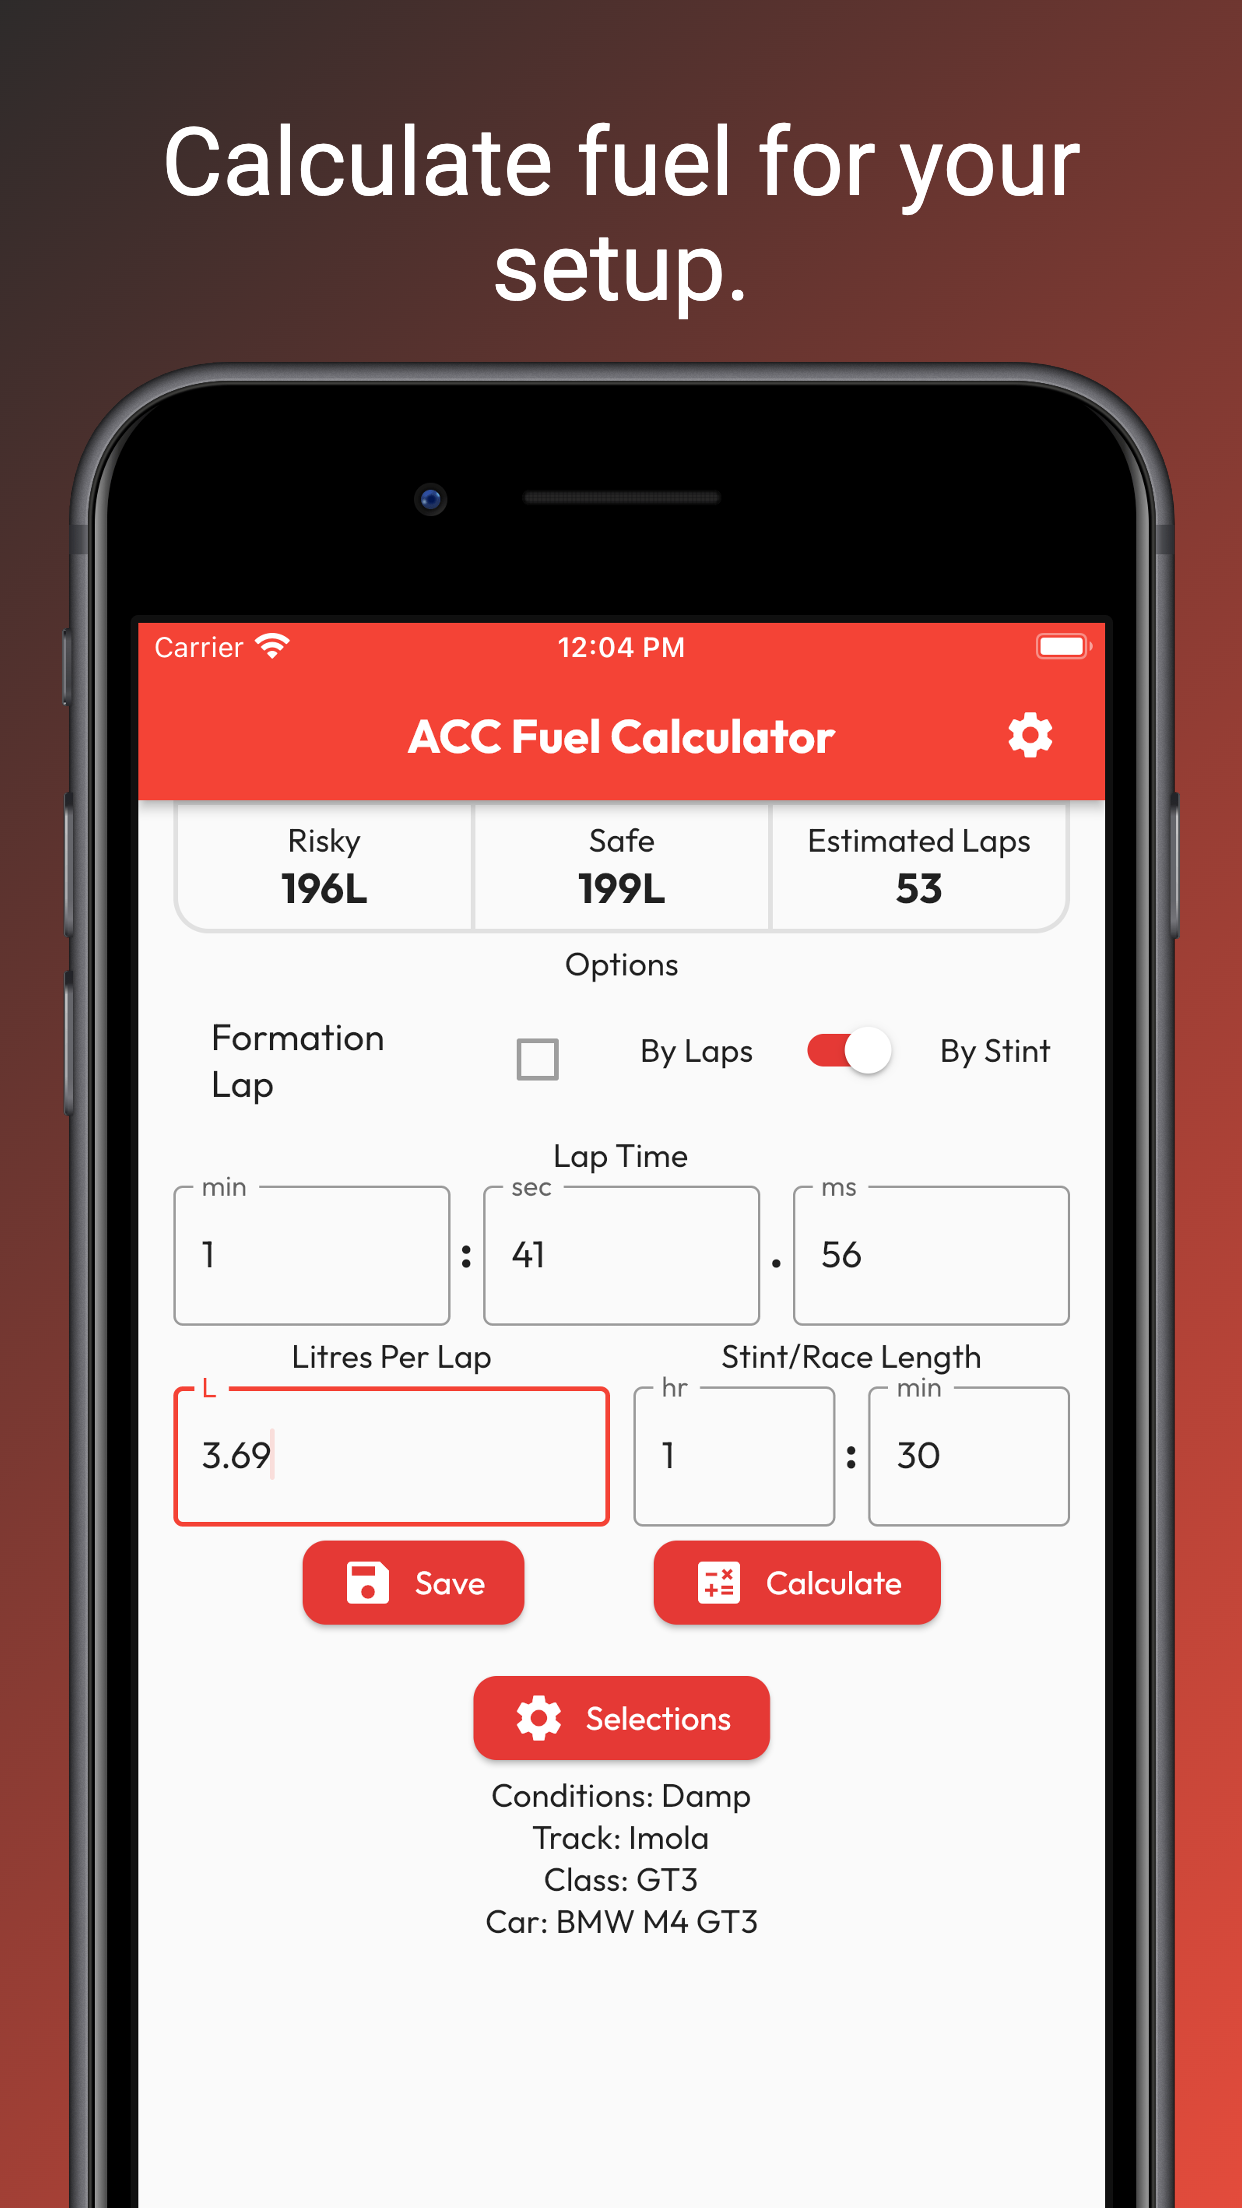 Calculate fuel for your
setup.
Carrier 12:04 PM
ACC Fuel Calculator
Risky Safe Estimated Laps
196L 199L 53
Options
Formation
Lap
By Laps By Stint
Lap Time
min sec ms
1 : 41 . 56
Litres Per Lap Stint/Race Length
L hr min
3.69 1 : 30
Save Calculate
Selections
Conditions: Damp
Track: Imola
Class: GT3
Car: BMW M4 GT3